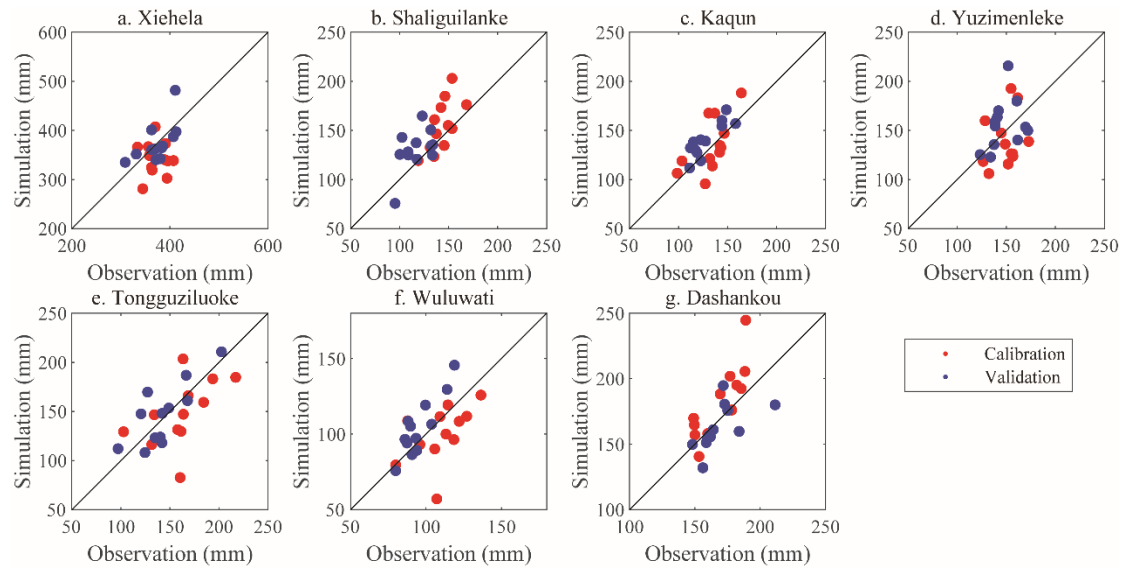 a. Xiehela
b. Shaliguilanke
c. Kaqun
d. Yuzimenleke
Simulation (mm)
600
500
400
300
200
200 400 600
Observation (mm)
Simulation (mm)
250
200
150
100
50
50 100 150 200 250
Observation (mm)
Simulation (mm)
250
200
150
100
50
50 100 150 200 250
Observation (mm)
Simulation (mm)
250
200
150
100
50
50 100 150 200 250
Observation (mm)
e. Tongguziluoke
f. Wuluwati
g. Dashankou
Simulation (mm)
250
200
150
100
50
50 100 150 200 250
Observation (mm)
Simulation (mm)
150
100
50
50 100 150
Observation (mm)
Simulation (mm)
250
200
150
100
100 150 200 250
Observation (mm)
Calibration
Validation